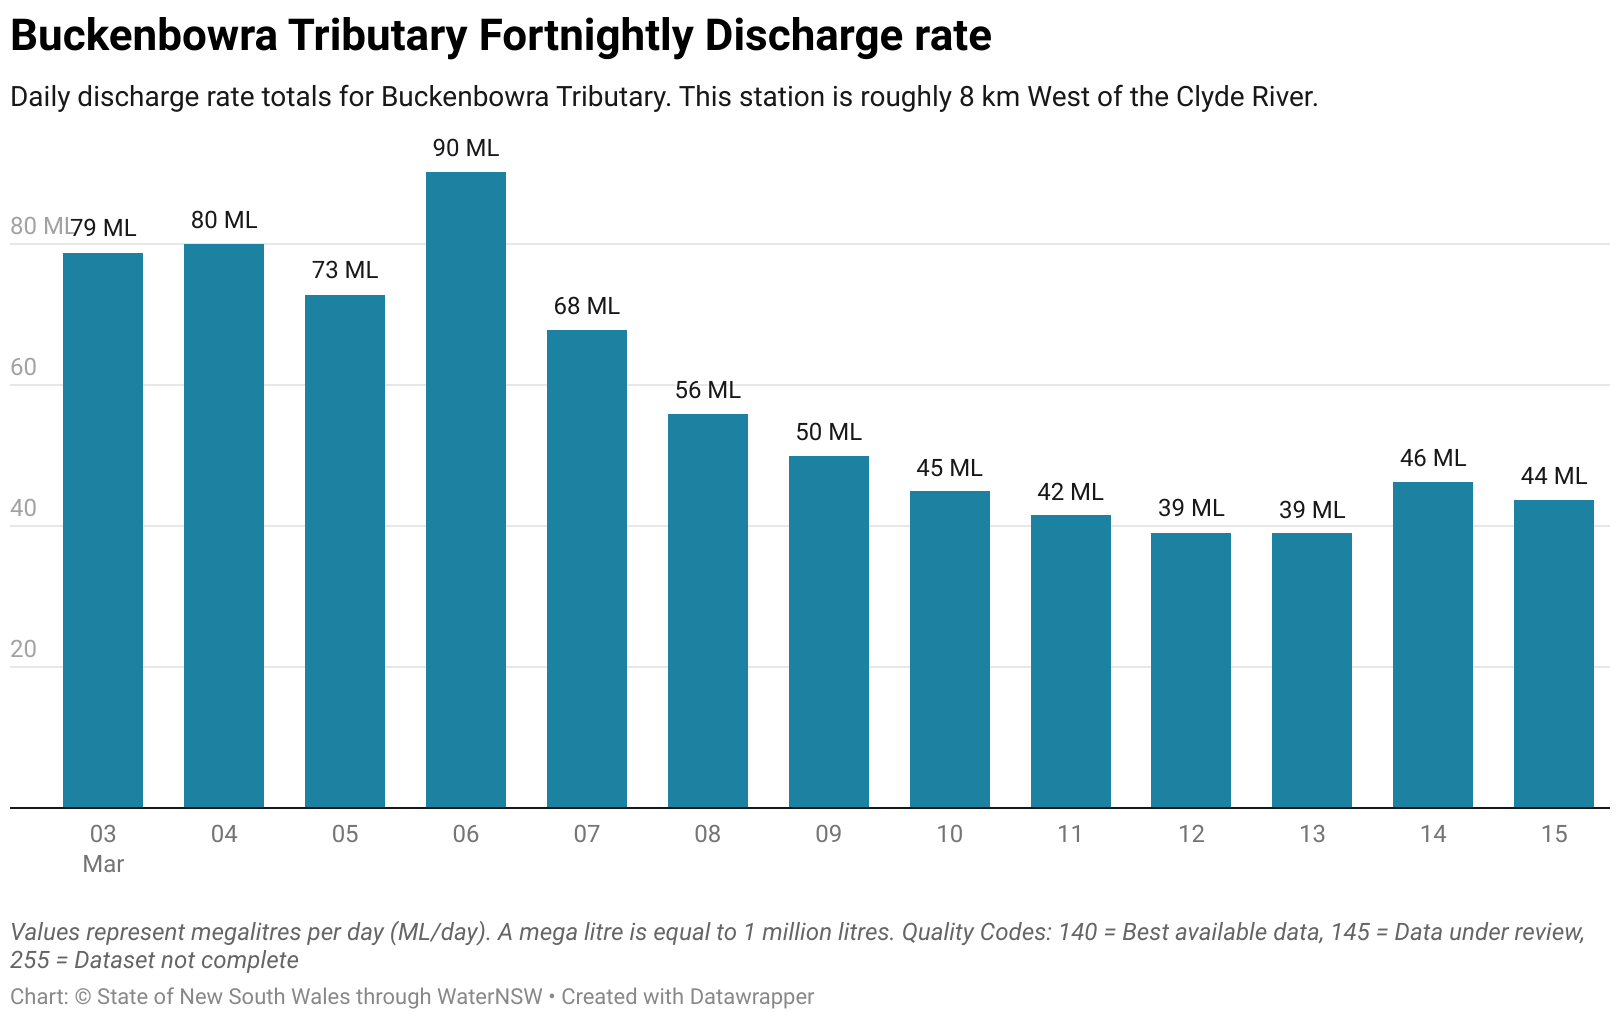 Buckenbowra Tributary Fortnightly Discharge rate
Daily discharge rate totals for Buckenbowra Tributary. This station is roughly 8 km West of the Clyde River.
90 ML
80 ML
79 ML
80 ML
73 ML
68 ML
60
56 ML
50 ML
45 ML
42 ML
40
39 ML
39 ML
46 ML
44 ML
20
03
Mar
04
05
06
07
08
09
10
11
12
13
14
15
Values represent megalitres per day (ML/day). A mega litre is equal to 1 million litres. Quality Codes: 140 = Best available data, 145 = Data under review,
255 = Dataset not complete
Chart: © State of New South Wales through WaterNSW • Created with Datawrapper